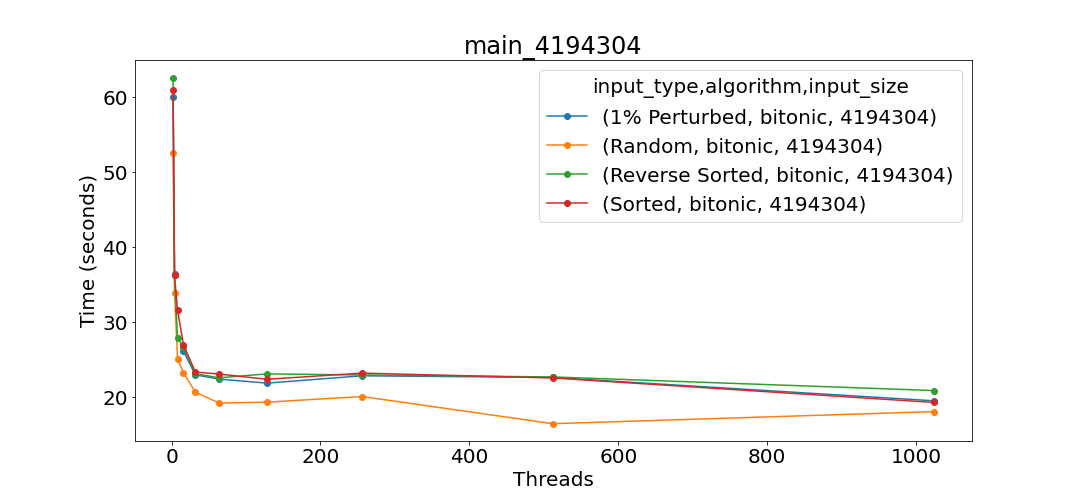 main_4194304
input_type,algorithm,input_size
(1% Perturbed, bitonic, 4194304)
(Random, bitonic, 4194304)
(Reverse Sorted, bitonic, 4194304)
(Sorted, bitonic, 4194304)
Time (seconds)
60
50
40
30
20
0 200 400 600 800 1000
Threads